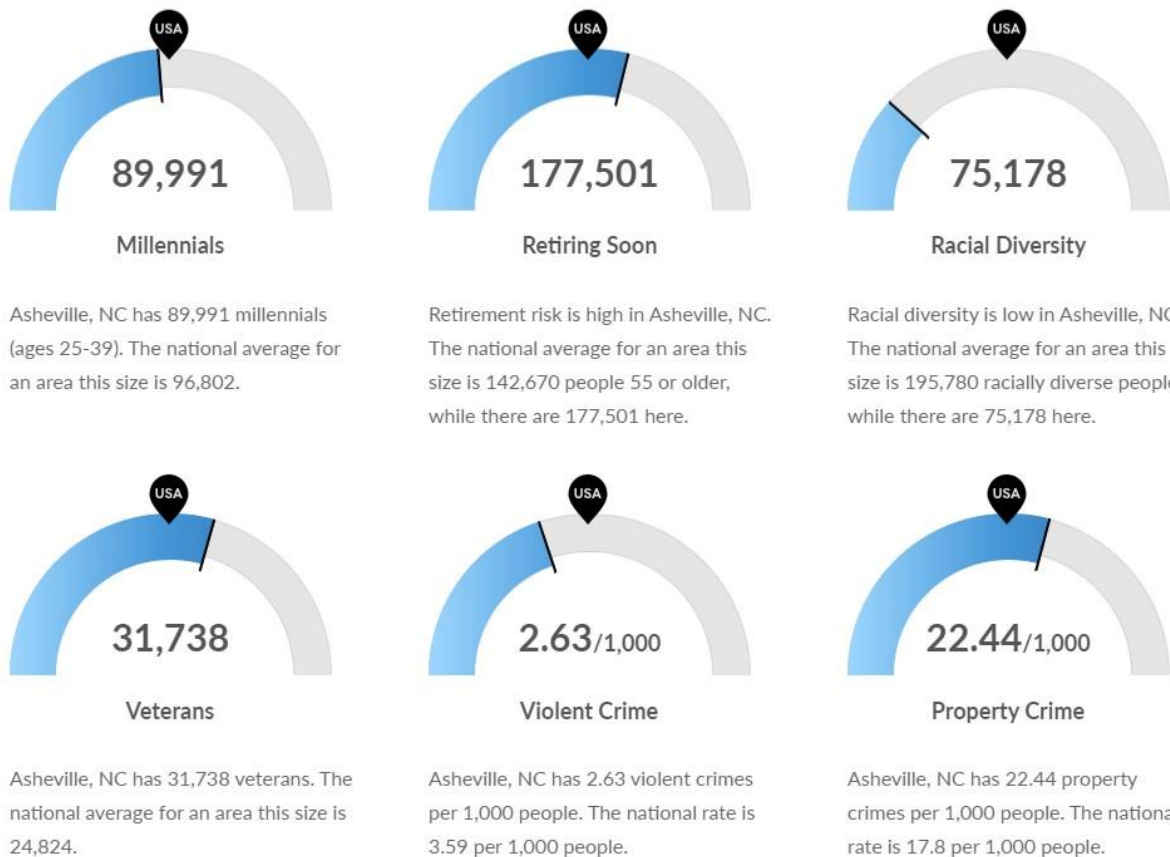 USA
89,991
Millennials
Asheville, NC has 89,991 millennials
(ages 25-39). The national average for
an area this size is 96,802.
USA
177,501
Retiring Soon
Retirement risk is high in Asheville, NC.
The national average for an area this
size is 142,670 people 55 or older,
while there are 177,501 here.
USA
75,178
Racial Diversity
Racial diversity is low in Asheville, NC
The national average for an area this
size is 195,780 racially diverse people
while there are 75,178 here.
USA
31,738
Veterans
Asheville, NC has 31,738 veterans. The
national average for an area this size is
24,824.
USA
2.63/1,000
Violent Crime
Asheville, NC has 2.63 violent crimes
per 1,000 people. The national rate is
3.59 per 1,000 people.
USA
22.44/1,000
Property Crime
Asheville, NC has 22.44 property
crimes per 1,000 people. The national
rate is 17.8 per 1,000 people.